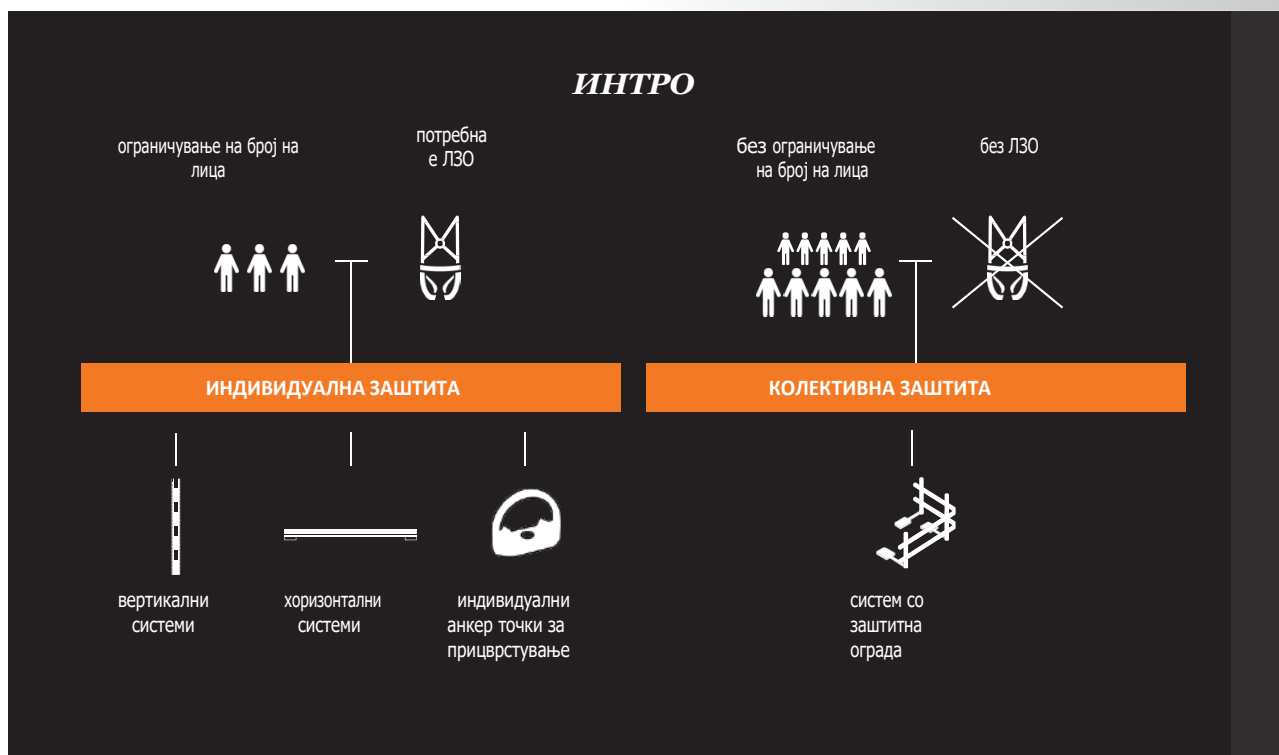 ИНТРО
ограничување на број на
лица
потребна
е ЛЗО
без ограничување
на број на лица
без ЛЗО
ИНДИВИДУАЛНА ЗАШТИТА
КОЛЕКТИВНА ЗАШТИТА
вертикални
системи
хоризонтални
системи
индивидуални
анкер точки за
прицврстување
систем со
заштитна
ограда